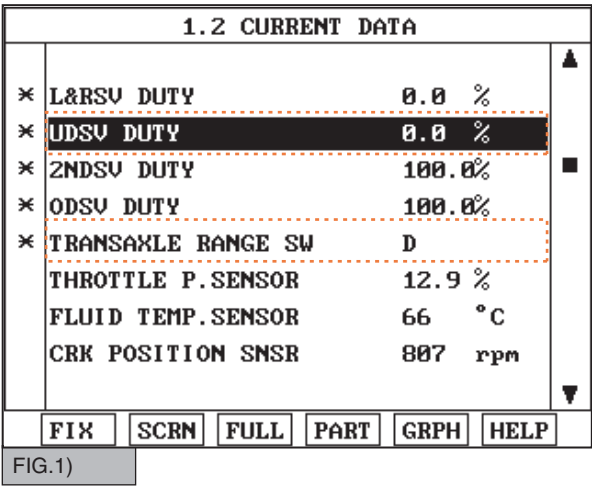 1.2 CURRENT DATA
× L&RSV DUTY 0.0 %
× UDSV DUTY 0.0 %
× 2NDSV DUTY 100.0%
× ODSV DUTY 100.0%
× TRANSAXLE RANGE SW D
THROTTLE P.SENSOR 12.9 %
FLUID TEMP.SENSOR 66 °C
CRK POSITION SNSR 807 rpm
FIX SCRN FULL PART GRPH HELP
FIG.1)